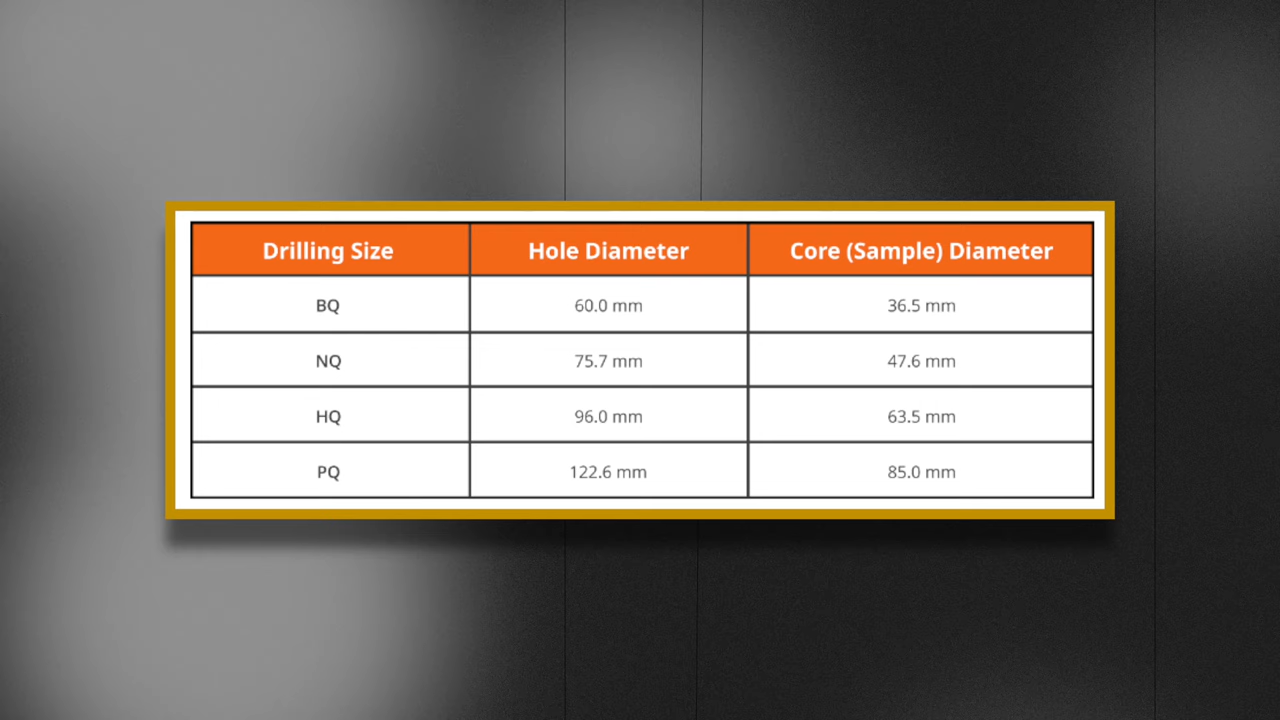 Drilling Size Hole Diameter Core (Sample) Diameter
BQ 60.0 mm 36.5 mm
NQ 75.7 mm 47.6 mm
HQ 96.0 mm 63.5 mm
PQ 122.6 mm 85.0 mm